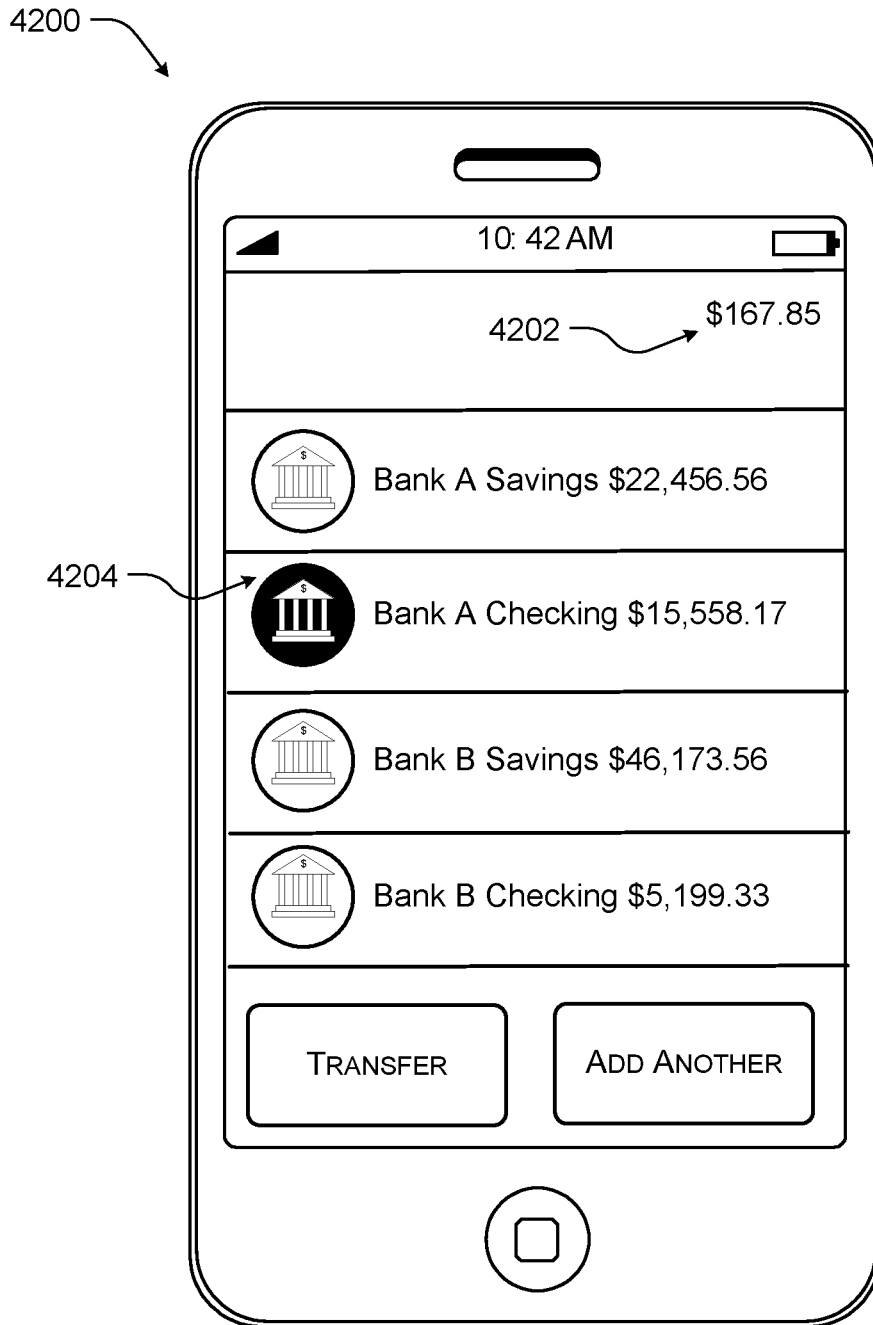 4200
10: 42 AM
$167.85
4202
$
Bank A Savings $22,456.56
4204
$
Bank A Checking $15,558.17
$
Bank B Savings $46,173.56
$
Bank B Checking $5,199.33
TRANSFER
ADD ANOTHER